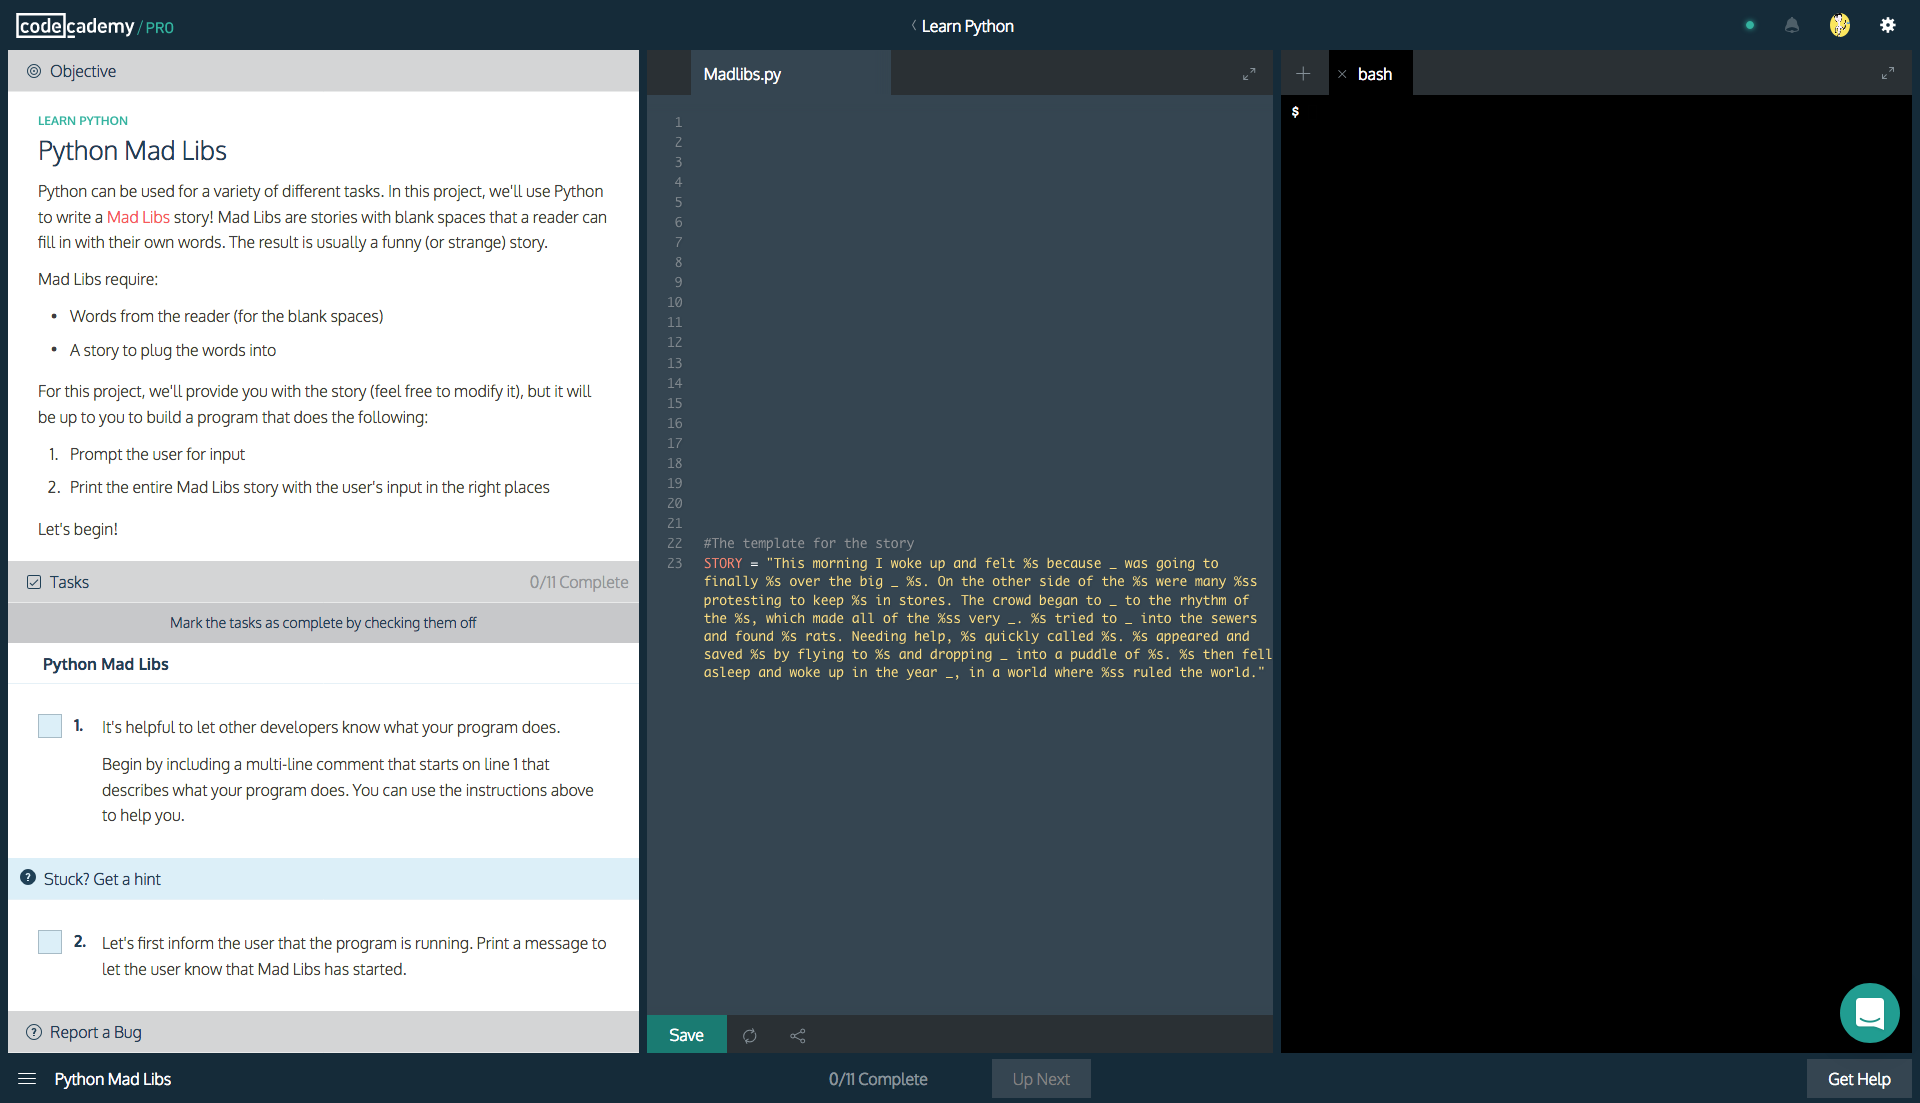 codecademy / PRO
Learn Python
Objective
LEARN PYTHON
Python Mad Libs
Python can be used for a variety of different tasks. In this project, we'll use Python
to write a Mad Libs story! Mad Libs are stories with blank spaces that a reader can
fill in with their own words. The result is usually a funny (or strange) story.
Mad Libs require:
• Words from the reader (for the blank spaces)
• A story to plug the words into
For this project, we'll provide you with the story (feel free to modify it), but it will
be up to you to build a program that does the following:
1. Prompt the user for input
2. Print the entire Mad Libs story with the user's input in the right places
Let's begin!
Tasks
0/11 Complete
Mark the tasks as complete by checking them off
Python Mad Libs
1. It's helpful to let other developers know what your program does.
Begin by including a multi-line comment that starts on line 1 that
describes what your program does. You can use the instructions above
to help you.
Stuck? Get a hint
2. Let's first inform the user that the program is running. Print a message to
let the user know that Mad Libs has started.
Report a Bug
Madlibs.py
1
2
3
4
5
6
7
8
9
10
11
12
13
14
15
16
17
18
19
20
21
22 #The template for the story
23 STORY = "This morning I woke up and felt %s because _ was going to
finally %s over the big _ %s. On the other side of the %s were many %ss
protesting to keep %s in stores. The crowd began to _ to the rhythm of
the %s, which made all of the %ss very _. %s tried to _ into the sewers
and found %s rats. Needing help, %s quickly called %s. %s appeared and
saved %s by flying to %s and dropping _ into a puddle of %s. %s then fell
asleep and woke up in the year _, in a world where %ss ruled the world."
Save
bash
$
Python Mad Libs
0/11 Complete
Up Next
Get Help